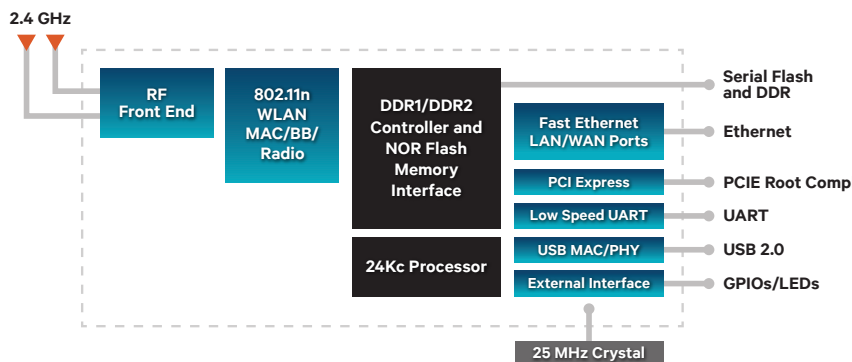 2.4 GHz
RF
Front End
802.11n
WLAN
MAC/BB/
Radio
DDR1/DDR2
Controller and
NOR Flash
Memory
Interface
24Kc Processor
Fast Ethernet
LAN/WAN Ports
PCI Express
Low Speed UART
USB MAC/PHY
External Interface
Serial Flash
and DDR
Ethernet
PCIE Root Comp
UART
USB 2.0
GPIOs/LEDs
25 MHz Crystal